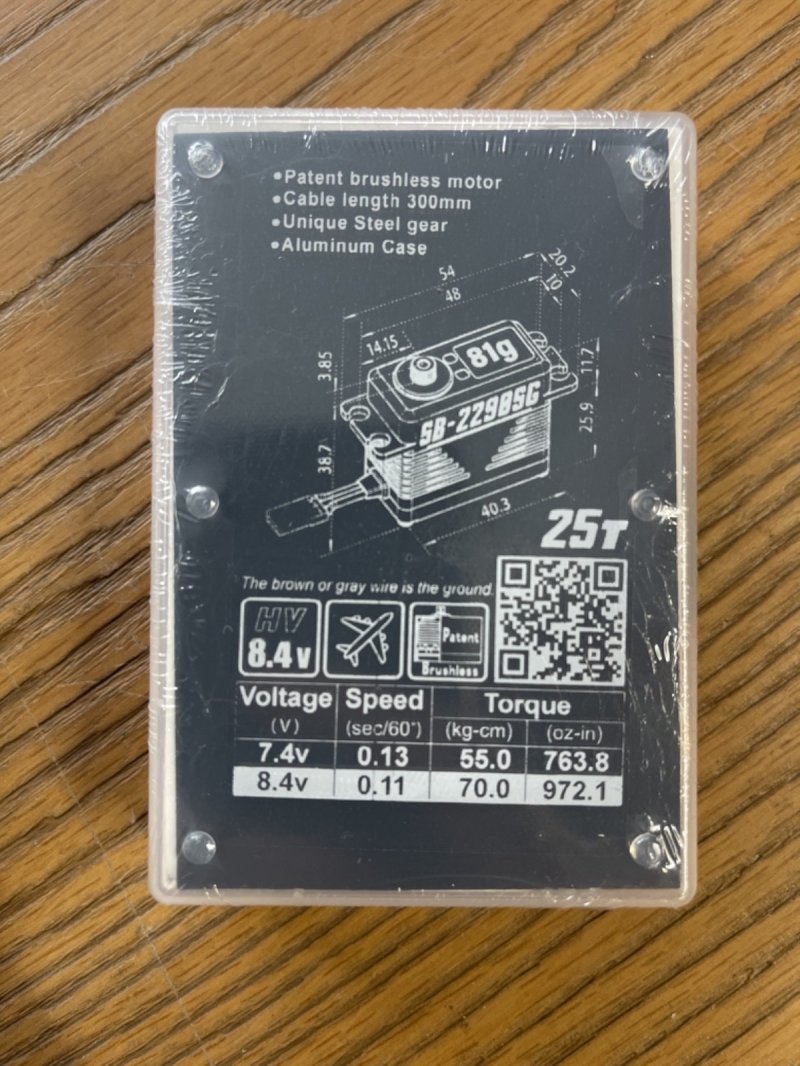 •Patent brushless motor
•Cable length 300mm
•Unique Steel gear
•Aluminum Case
54
20.2
48
10
14.15
3.85
81g
11.7
SB-2290SG
25.9
38.7
40.3
25T
The brown or gray wire is the ground.
HV
8.4v
Patent
Brushless
Voltage Speed Torque
(V) (sec/60°) (kg-cm) (oz-in)
7.4v 0.13 55.0 763.8
8.4v 0.11 70.0 972.1